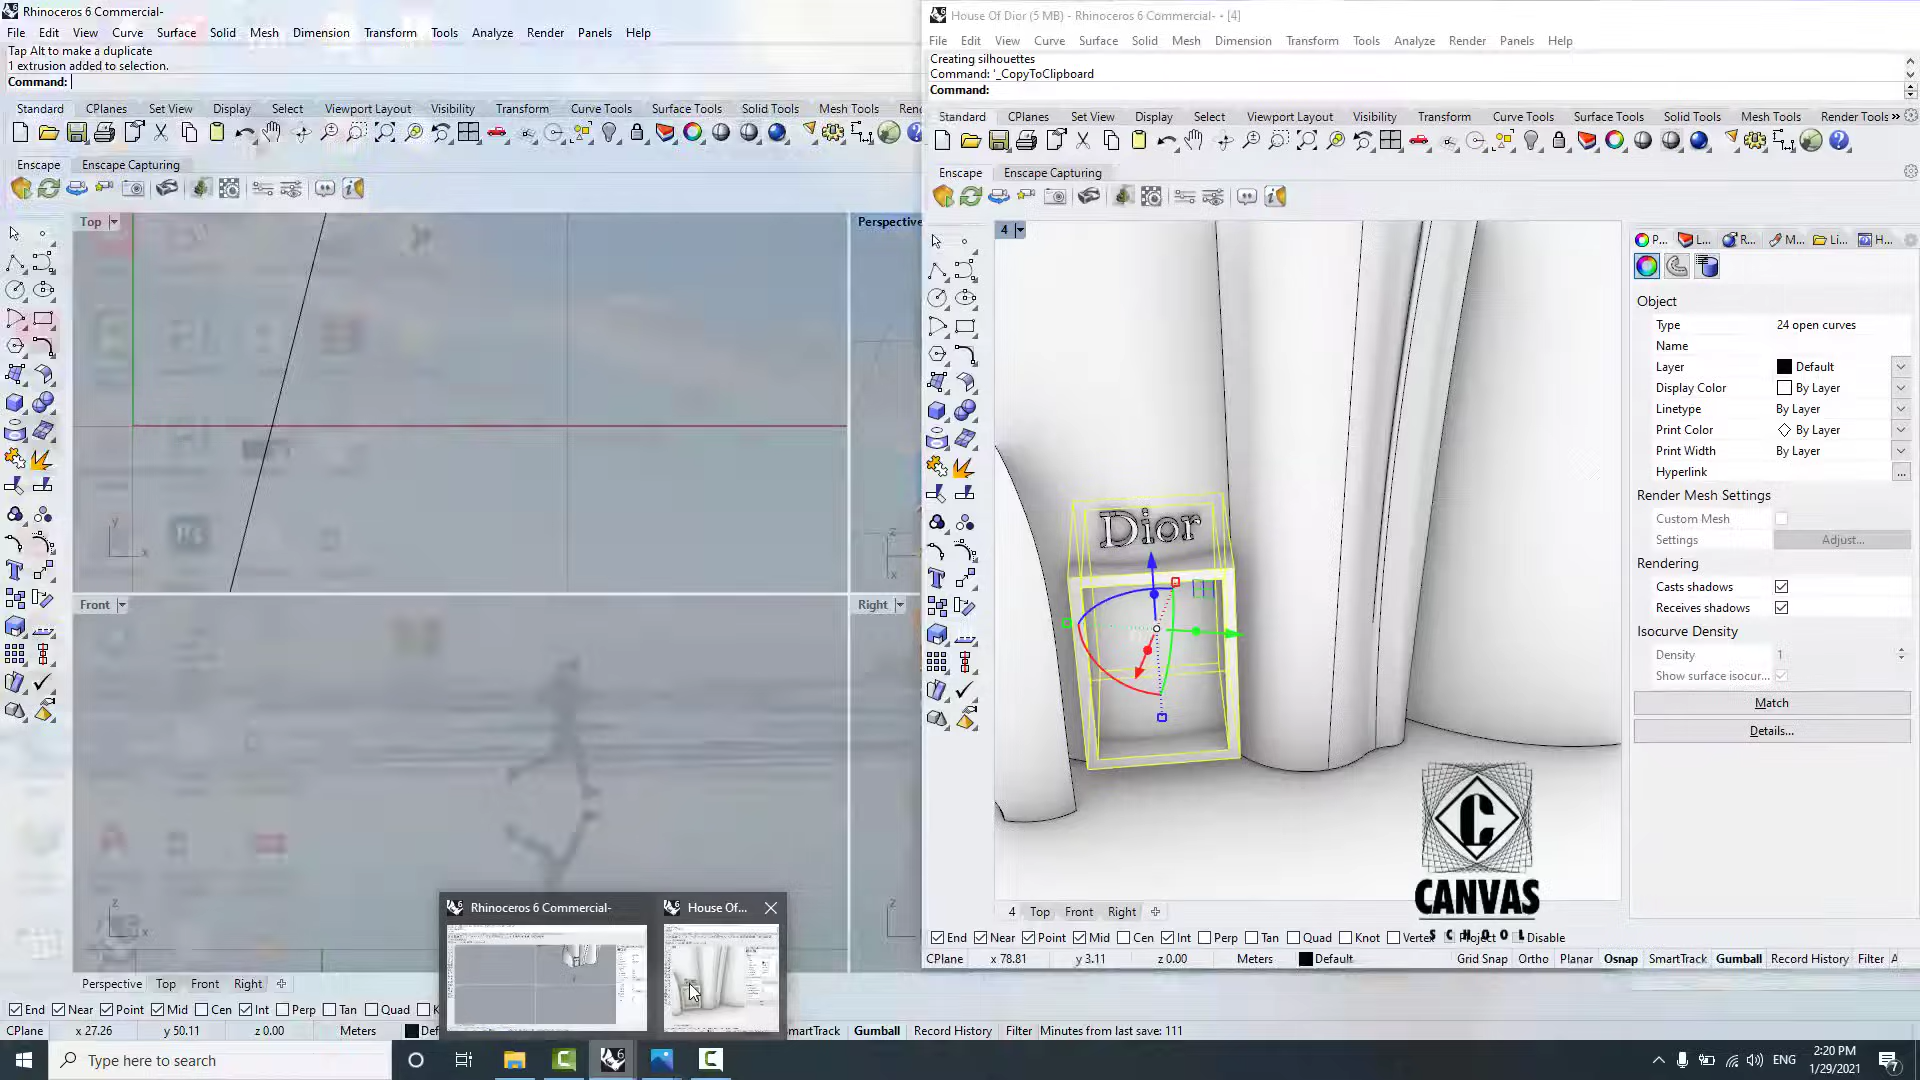 Rhinoceros 6 Commercial-
File Edit View Curve Surface Solid Mesh Dimension Transform Tools Analyze Render Panels Help
Tap Alt to make a duplicate
1 extrusion added to selection.
Command:
Standard CPlanes Set View Display Select Viewport Layout Visibility Transform Curve Tools Surface Tools Solid Tools Mesh Tools
Enscape Enscape Capturing
Top
Perspective
Front
Right
Perspective Top Front Right
End Near Point Mid Cen Int Perp Tan Quad
CPlane x 27.26 y 50.11 z 0.00 Meters
Gumball Record History Filter Minutes from last save: 111
House Of Dior (5 MB) - Rhinoceros 6 Commercial- - [4]
File Edit View Curve Surface Solid Mesh Dimension Transform Tools Analyze Render Panels Help
Creating silhouettes
Command: '_CopyToClipboard
Command:
Standard CPlanes Set View Display Select Viewport Layout Visibility Transform Curve Tools Surface Tools Solid Tools Mesh Tools Render Tools »
Enscape Enscape Capturing
4
Dior
P... L... R... M... Li... H...
Object
Type 24 open curves
Name
Layer Default
Display Color By Layer
Linetype By Layer
Print Color By Layer
Print Width By Layer
Hyperlink ...
Render Mesh Settings
Custom Mesh
Settings Adjust...
Rendering
Casts shadows
Receives shadows
Isocurve Density
Density 1
Show surface isocur...
Match
Details...
CANVAS
SCHOOL
4 Top Front Right
End Near Point Mid Cen Int Perp Tan Quad Knot Vertex Project Disable
CPlane x 78.81 y 3.11 z 0.00 Meters Default Grid Snap Ortho Planar Osnap SmartTrack Gumball Record History Filter
Rhinoceros 6 Commercial-
House Of...
Type here to search
ENG
2:20 PM
1/29/2021
7